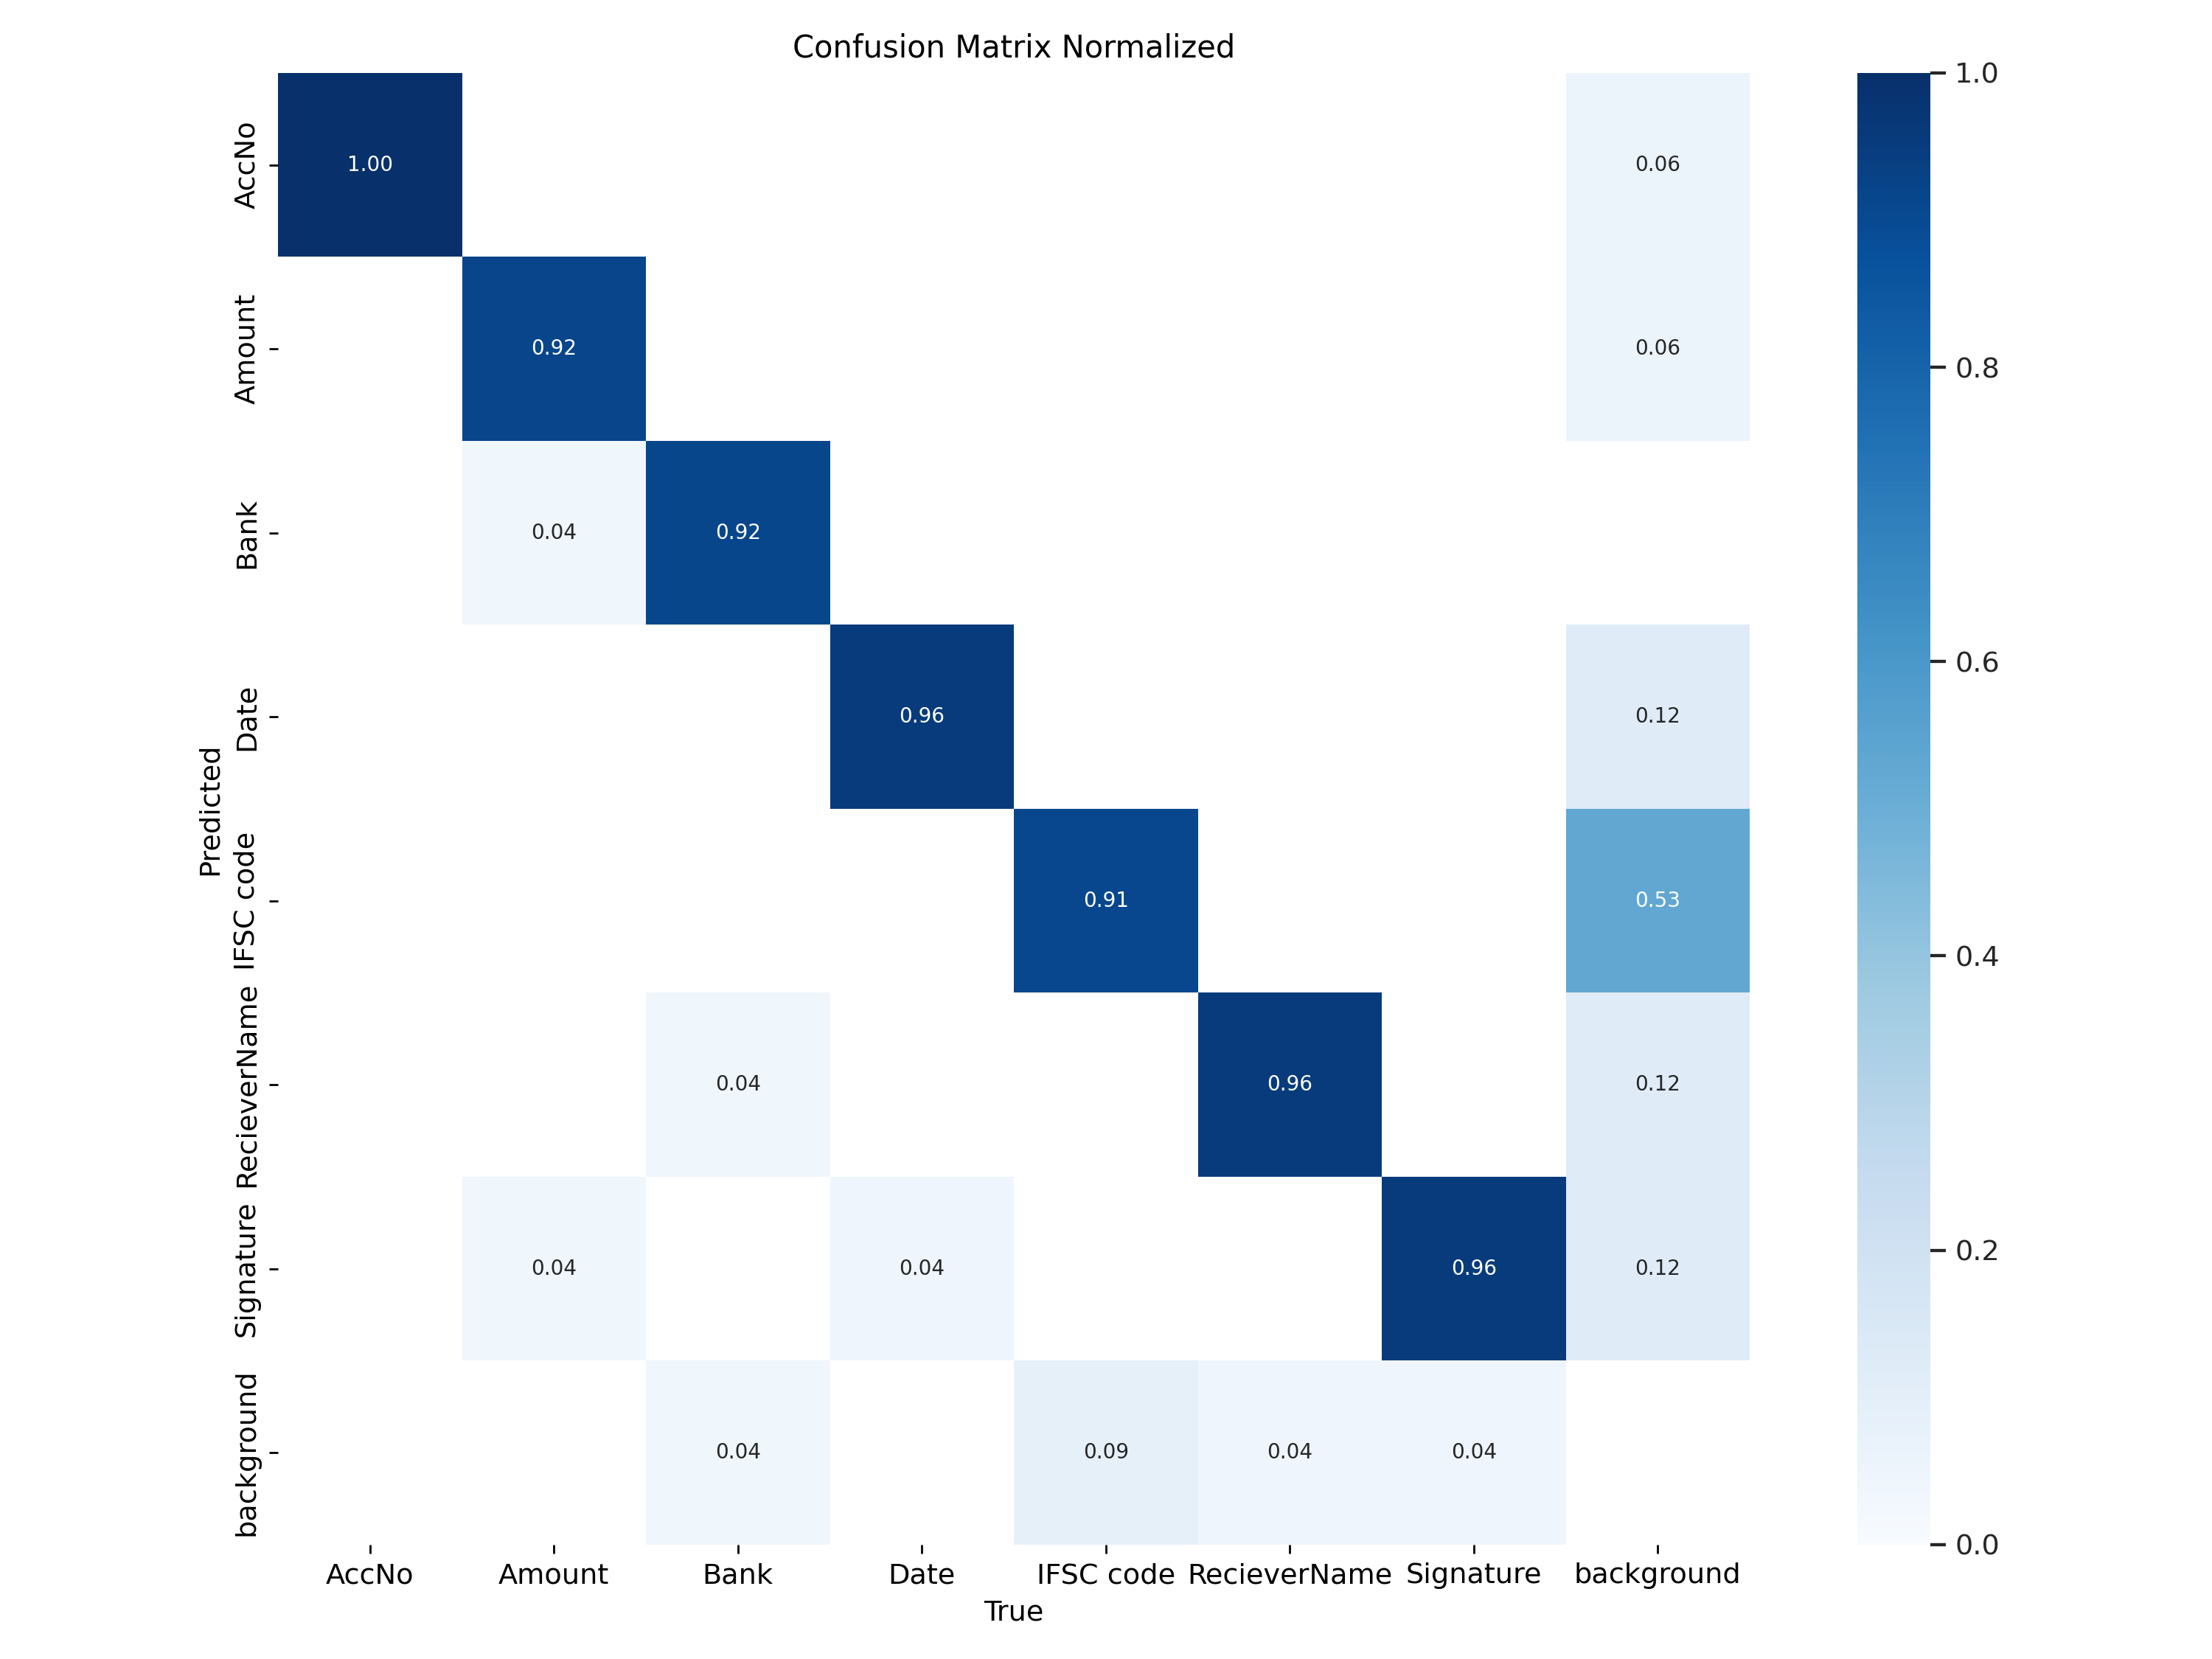 Confusion Matrix Normalized
AccNo 1.00 0.06 1.0
Amount 0.92 0.06 0.8
Bank 0.04 0.92
Date 0.96 0.12 0.6
Predicted
IFSC code 0.91 0.53 0.4
RecieverName 0.04 0.96 0.12
Signature 0.04 0.04 0.96 0.12 0.2
background 0.04 0.09 0.04 0.04 0.0
AccNo Amount Bank Date IFSC code RecieverName Signature background
True